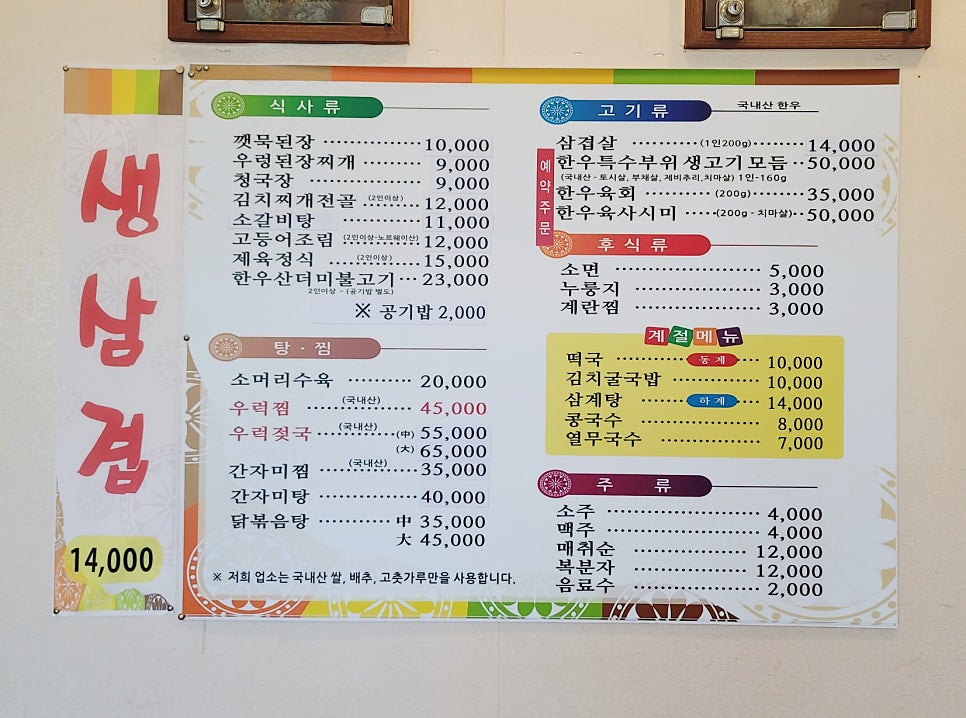 생삼겹
14,000
식 사 류
깻묵된장 10,000
우렁된장찌개 9,000
청국장 9,000
김치찌개전골 (2인이상) 12,000
소갈비탕 11,000
고등어조림 (2인이상-노르웨이산) 12,000
제육정식 (2인이상) 15,000
한우산더미불고기 23,000
2인이상 - (공기밥 별도)
※ 공기밥 2,000
탕 · 찜
소머리수육 20,000
우럭찜 (국내산) 45,000
우럭젖국 (국내산) (中) 55,000
(大) 65,000
간자미찜 (국내산) 35,000
간자미탕 40,000
닭볶음탕 中 35,000
大 45,000
※ 저희 업소는 국내산 쌀, 배추, 고춧가루만을 사용합니다.
고 기 류 국내산 한우
예약주문
삼겹살 (1인200g) 14,000
한우특수부위 생고기 모듬 50,000
(국내산 - 토시살, 부채살, 제비추리, 치마살) 1인-160g
한우육회 (200g) 35,000
한우육사시미 (200g - 치마살) 50,000
후 식 류
소면 5,000
누룽지 3,000
계란찜 3,000
계절메뉴
떡국 동계 10,000
김치굴국밥 10,000
삼계탕 하계 14,000
콩국수 8,000
열무국수 7,000
주 류
소주 4,000
맥주 4,000
매취순 12,000
복분자 12,000
음료수 2,000